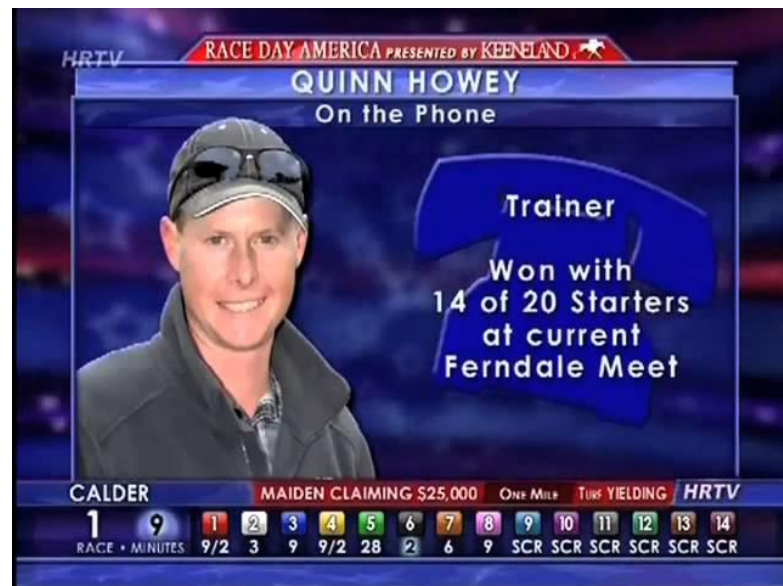 HRTV
RACE DAY AMERICA PRESENTED BY KEENELAND
QUINN HOWEY
On the Phone
Trainer
Won with
14 of 20 Starters
at current
Ferndale Meet
CALDER
MAIDEN CLAIMING $25,000 ONE MILE TURF YIELDING HRTV
1 9 1 2 3 4 5 6 7 8 9 10 11 12 13 14
RACE • MINUTES 9/2 3 9 9/2 28 2 6 9 SCR SCR SCR SCR SCR SCR